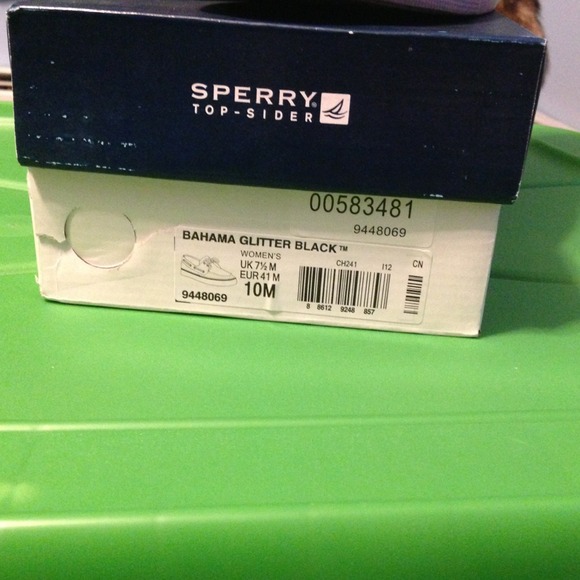 SPERRY®
TOP-SIDER
00583481
9448069
BAHAMA GLITTER BLACK™
WOMEN'S
UK 7½ M
EUR 41 M
10M
9448069
CH241 I12 CN
8 8612 9248 857